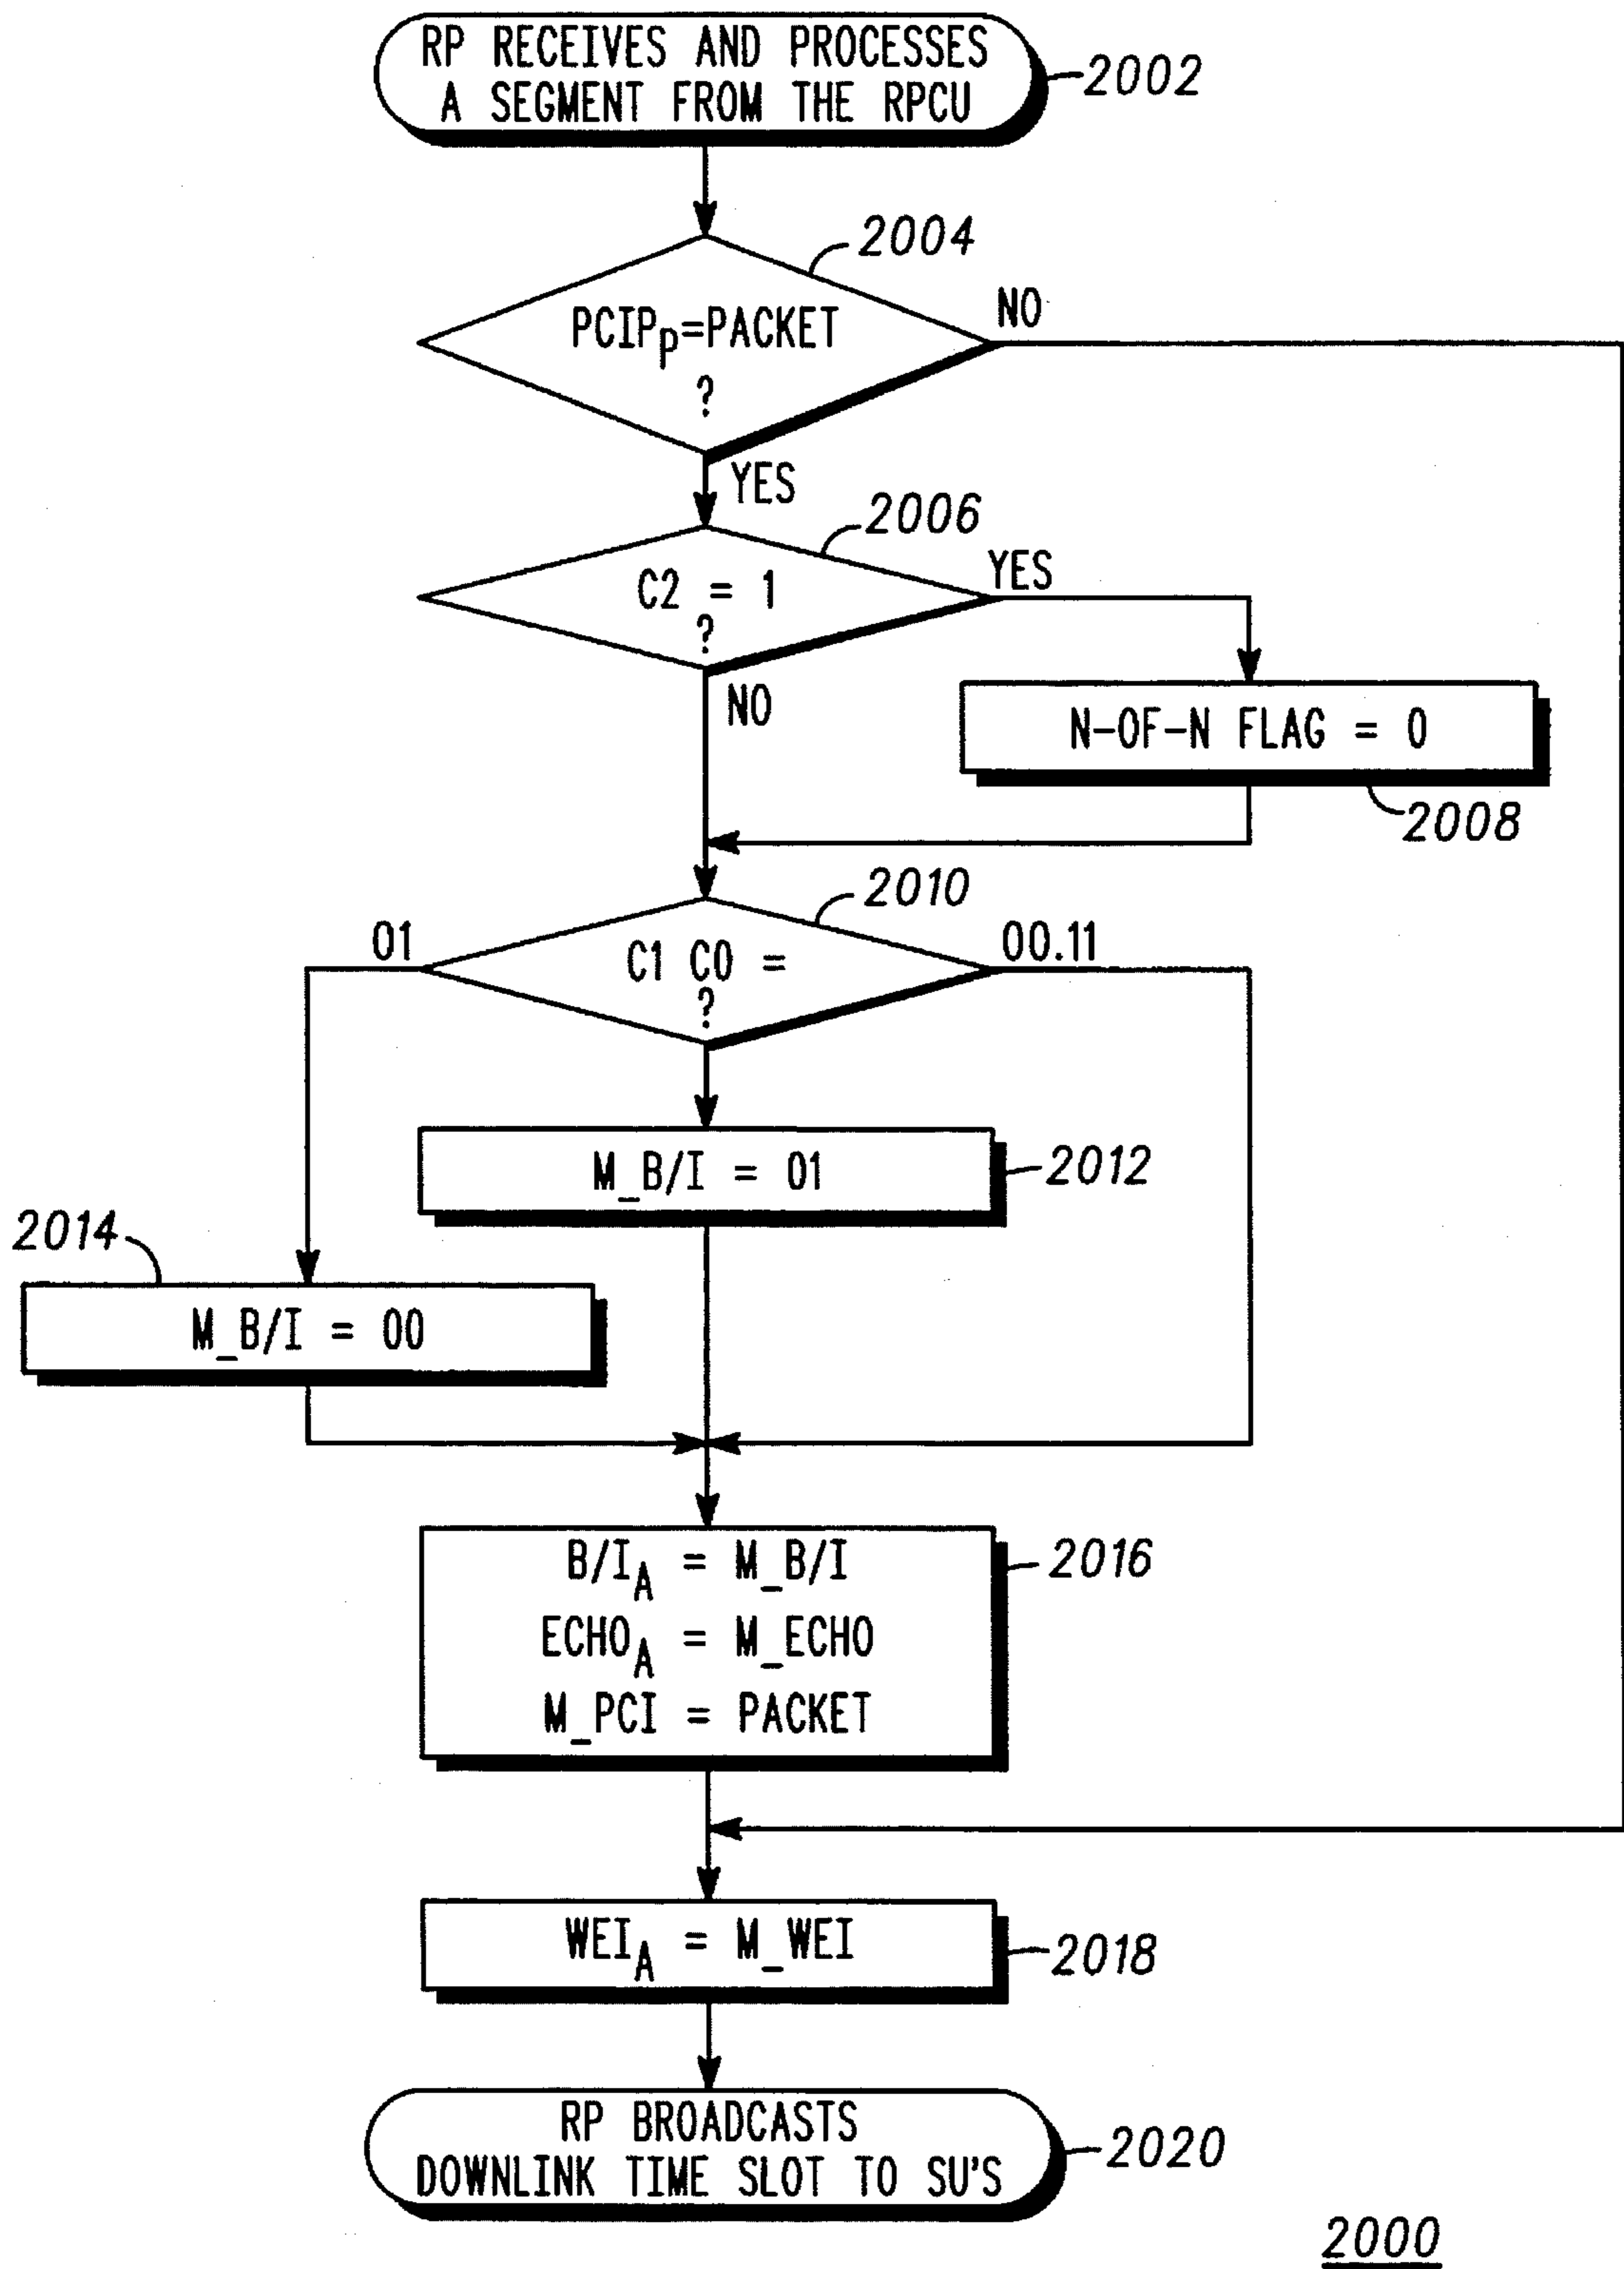 RP RECEIVES AND PROCESSES
A SEGMENT FROM THE RPCU
2002
2004
PCIPp=PACKET
?
NO
YES
2006
C2 = 1
?
YES
NO
N-OF-N FLAG = 0
2008
2010
01
C1 C0 =
?
00.11
M_B/I = 01
2012
2014
M_B/I = 00
B/IA = M_B/I
ECHOA = M_ECHO
M_PCI = PACKET
2016
WEIA = M_WEI
2018
RP BROADCASTS
DOWNLINK TIME SLOT TO SU'S
2020
2000